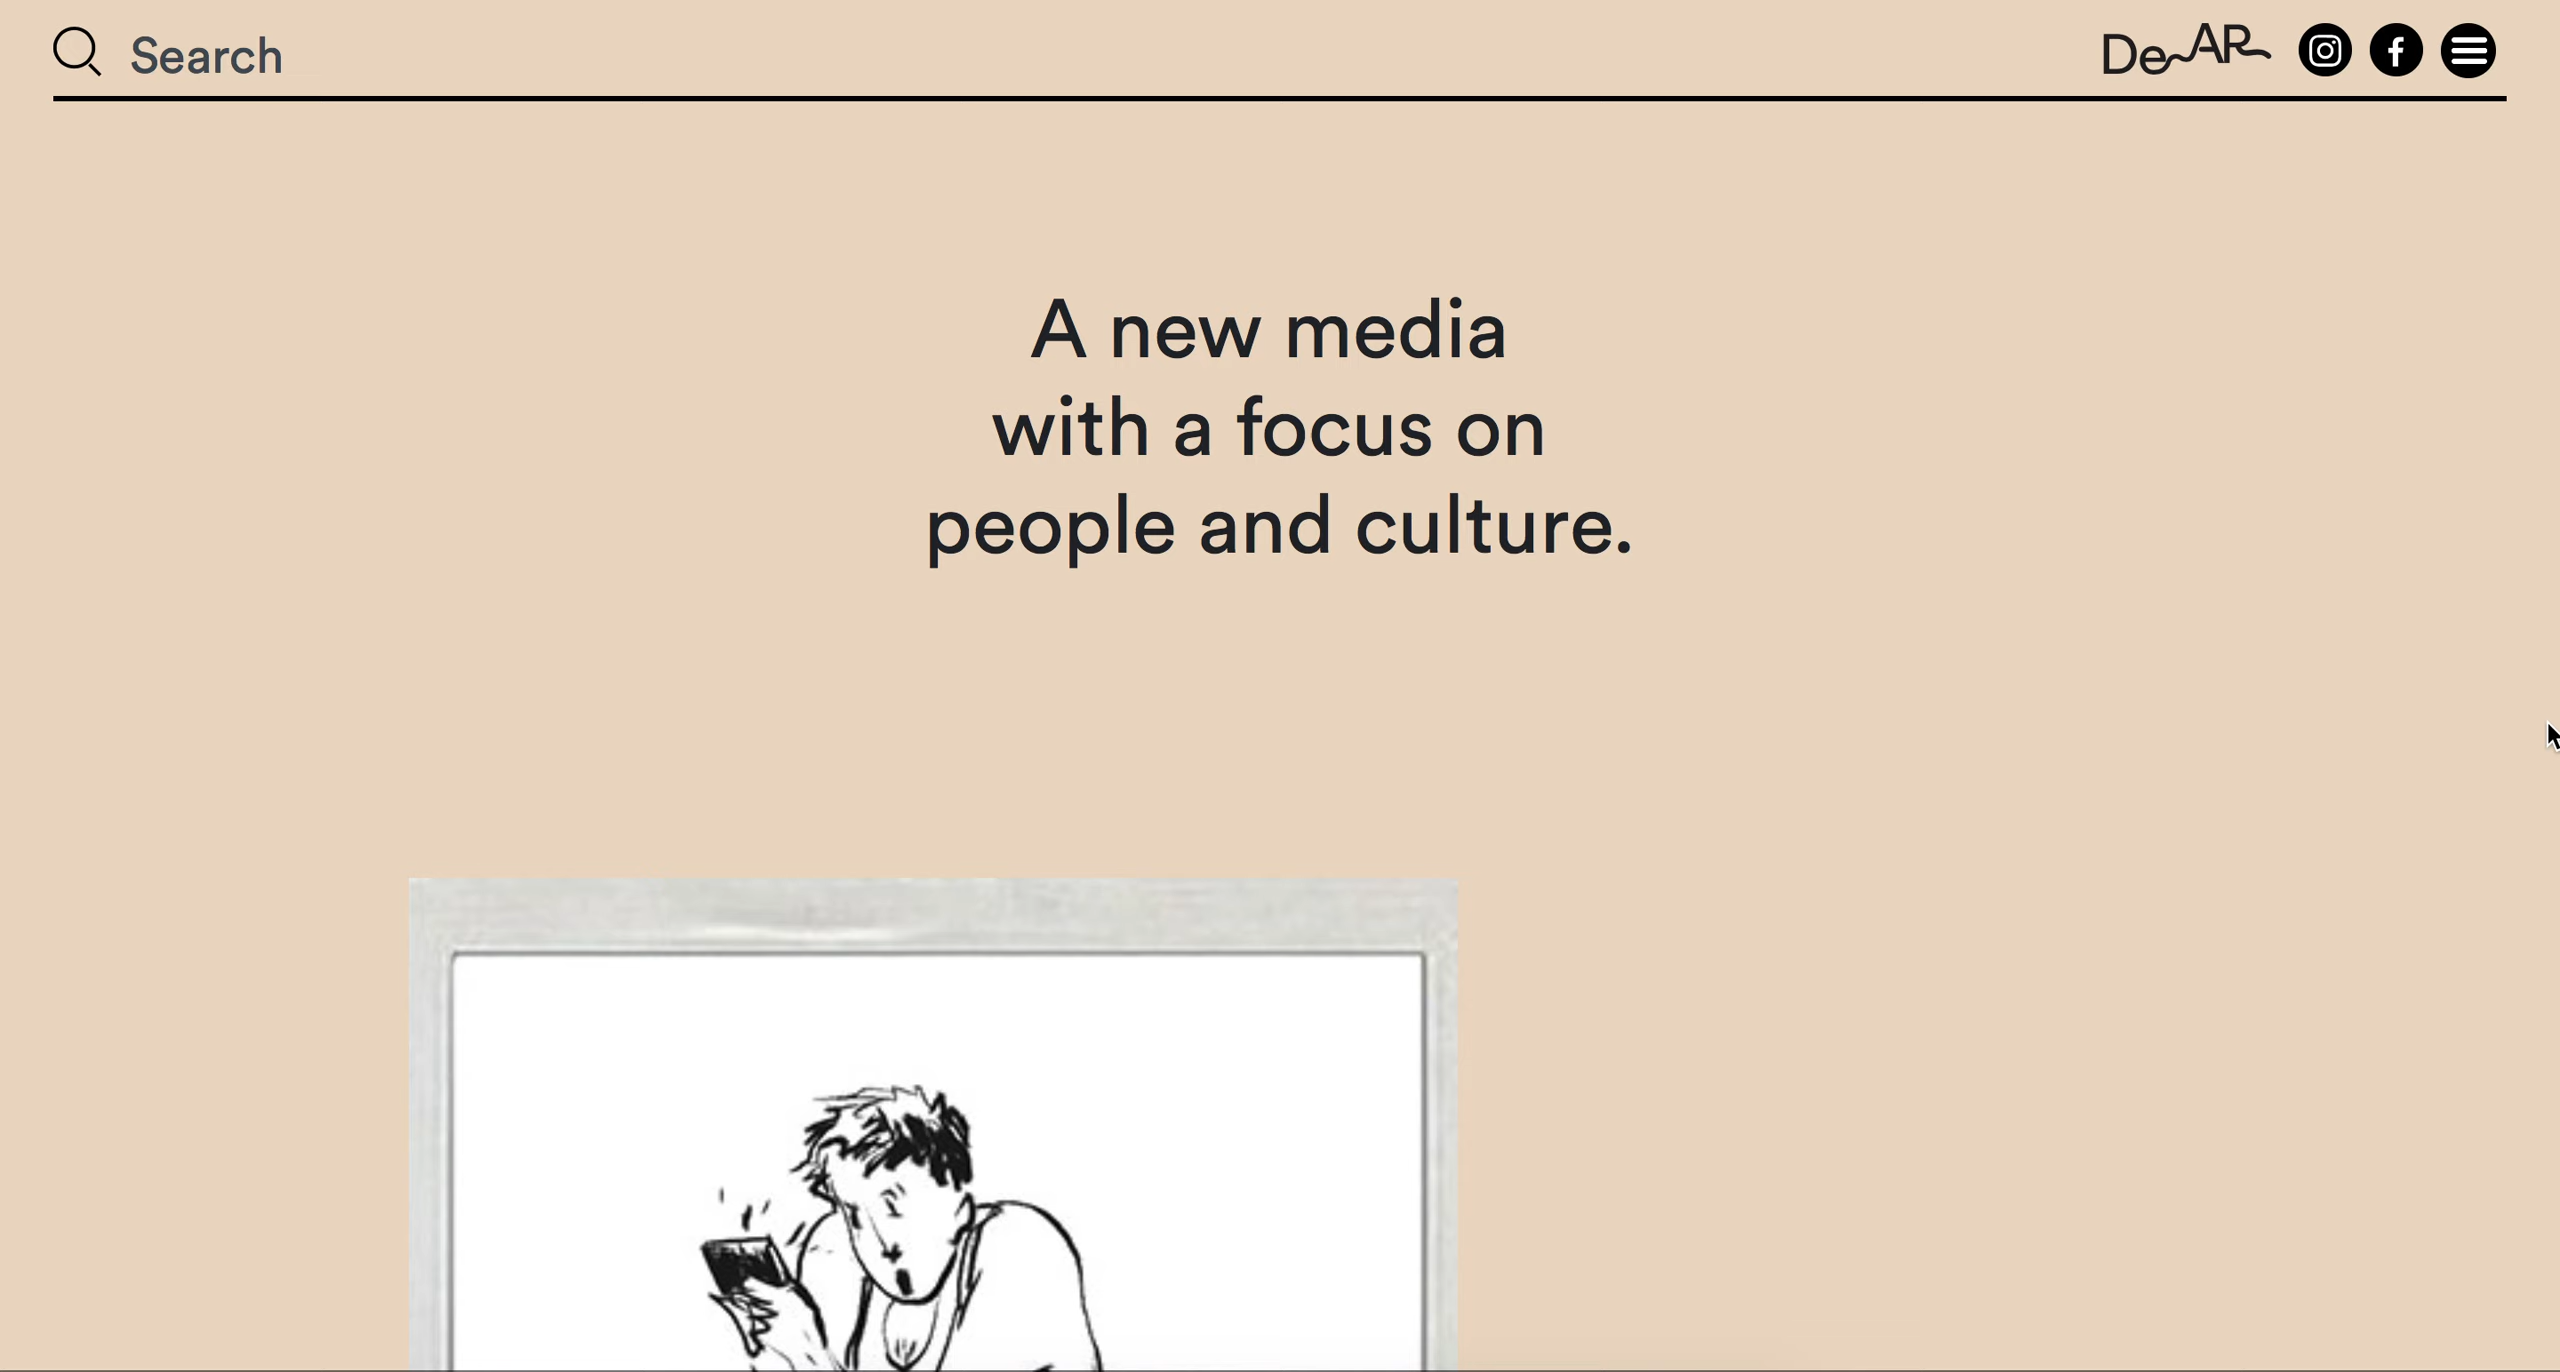 Search
DeAR
A new media
with a focus on
people and culture.